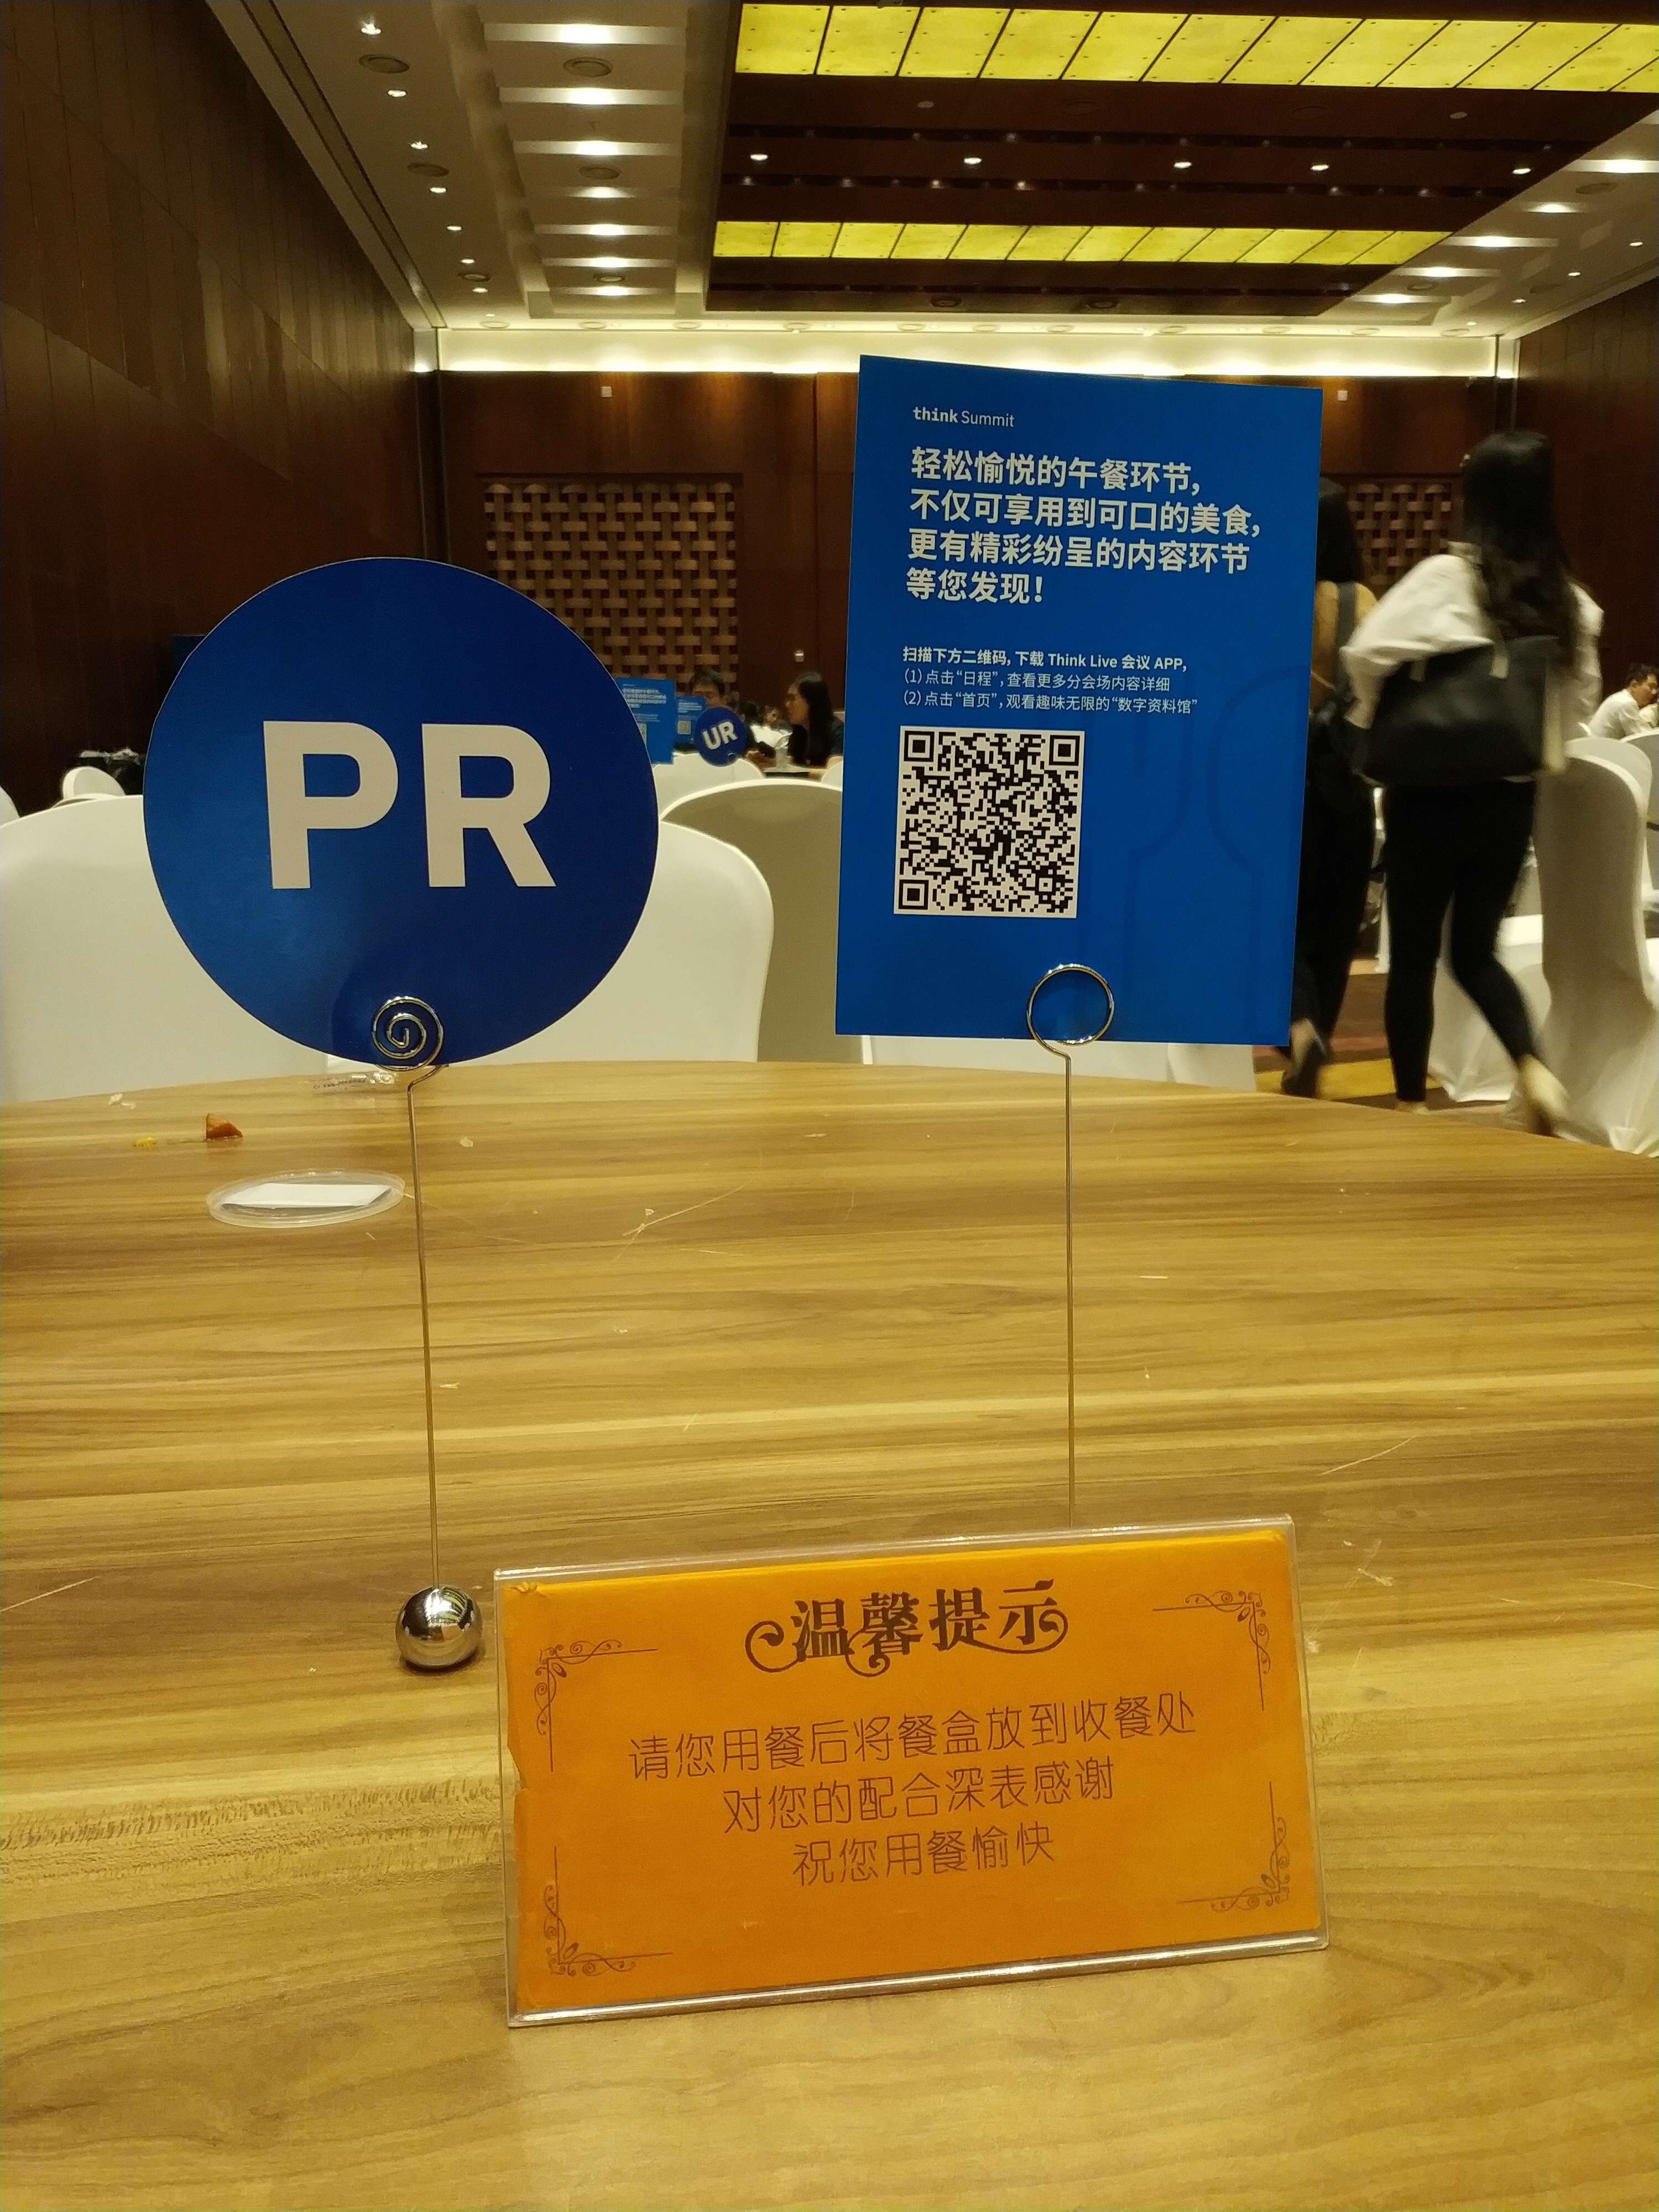 think Summit
轻松愉悦的午餐环节，
不仅可享用到可口的美食，
更有精彩纷呈的内容环节
等您发现！
扫描下方二维码，下载 Think Live 会议 APP，
（1）点击“日程”，查看更多分会场内容详细
（2）点击“首页”，观看趣味无限的“数字资料馆”
PR
UR
温馨提示
请您用餐后将餐盒放到收餐处
对您的配合深表感谢
祝您用餐愉快